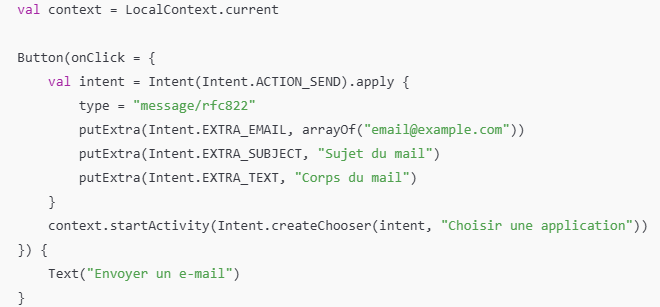 val context = LocalContext.current
Button(onClick = {
    val intent = Intent(Intent.ACTION_SEND).apply {
        type = "message/rfc822"
        putExtra(Intent.EXTRA_EMAIL, arrayOf("email@example.com"))
        putExtra(Intent.EXTRA_SUBJECT, "Sujet du mail")
        putExtra(Intent.EXTRA_TEXT, "Corps du mail")
    }
    context.startActivity(Intent.createChooser(intent, "Choisir une application"))
}) {
    Text("Envoyer un e-mail")
}